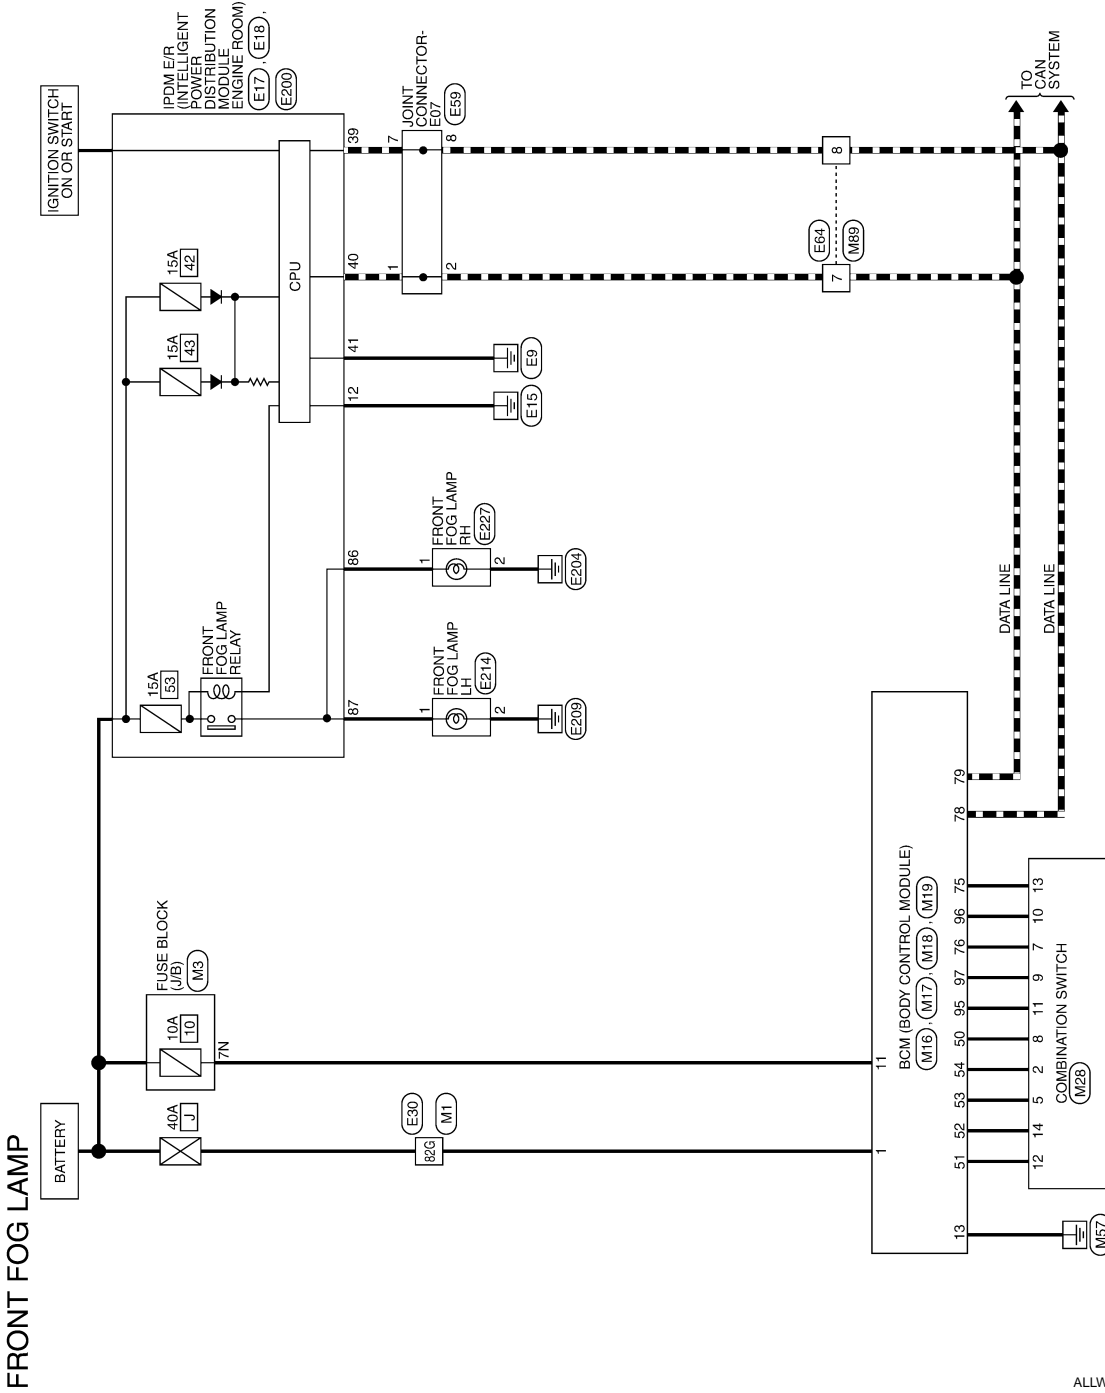 FRONT FOG LAMP
BATTERY
IGNITION SWITCH
ON OR START
40A
J
10A
10
FUSE BLOCK
(J/B)
M3
7N
E30
M1
82G
15A
53
FRONT
FOG LAMP
RELAY
15A
43
15A
42
CPU
IPDM E/R
(INTELLIGENT
POWER
DISTRIBUTION
MODULE
ENGINE ROOM)
E17 , E18 ,
E200
87
86
12
41
40
39
1
FRONT
FOG LAMP
LH
E214
2
E209
1
FRONT
FOG LAMP
RH
E227
2
E204
E15
E9
1
7
JOINT
CONNECTOR-
E07
E59
2
8
7
8
E64
M89
TO
CAN
SYSTEM
DATA LINE
DATA LINE
1
11
BCM (BODY CONTROL MODULE)
M16 , M17 , M18 , M19
13
51
52
53
54
50
95
97
76
96
75
78
79
12
14
5
2
8
11
9
7
10
13
COMBINATION SWITCH
M28
M57
ALLW